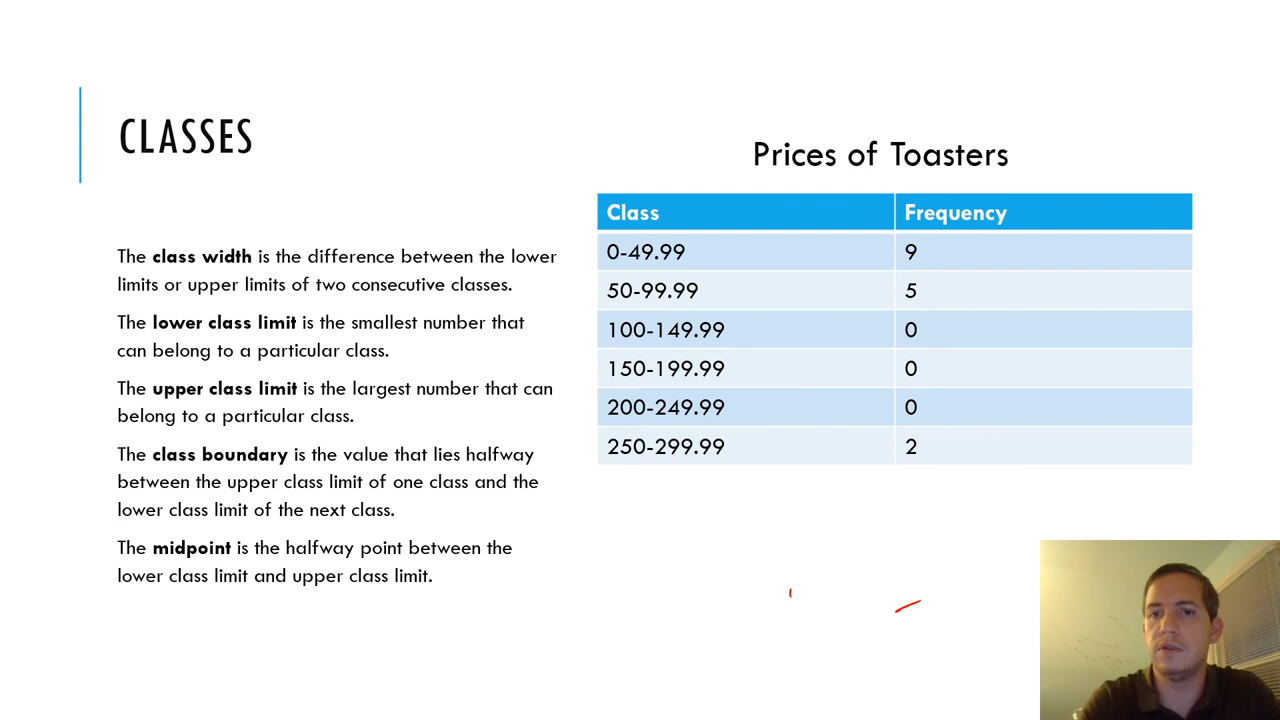 CLASSES
The class width is the difference between the lower
limits or upper limits of two consecutive classes.
The lower class limit is the smallest number that
can belong to a particular class.
The upper class limit is the largest number that can
belong to a particular class.
The class boundary is the value that lies halfway
between the upper class limit of one class and the
lower class limit of the next class.
The midpoint is the halfway point between the
lower class limit and upper class limit.
Prices of Toasters
Class Frequency
0-49.99 9
50-99.99 5
100-149.99 0
150-199.99 0
200-249.99 0
250-299.99 2